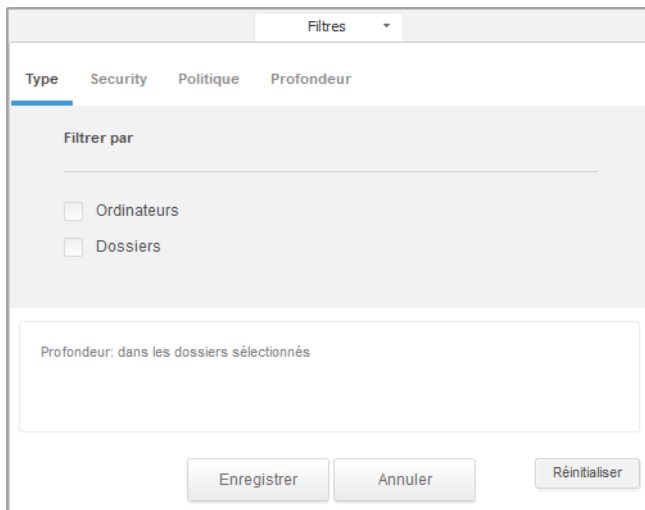 Filtres
Type Security Politique Profondeur
Filtrer par
Ordinateurs
Dossiers
Profondeur: dans les dossiers sélectionnés
Enregistrer Annuler Réinitialiser